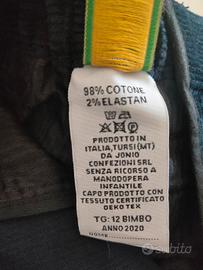 98% COTONE
2% ELASTAN
PRODOTTO IN
ITALIA, TURSI (MT)
DA JONIO
CONFEZIONI SRL
SENZA RICORSO A
MANODOPERA
INFANTILE
CAPO PRODOTTO CON
TESSUTO CERTIFICATO
OEKO TEX
TG: 12 BIMBO
ANNO 2020
NOME
subito